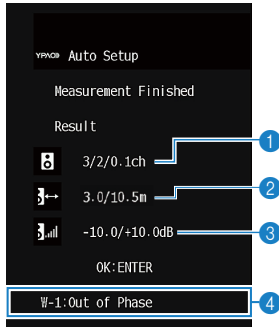 YPAO Auto Setup
Measurement Finished
Result
3/2/0.1ch
1
3.0/10.5m
2
-10.0/+10.0dB
3
OK:ENTER
W-1:Out of Phase
4